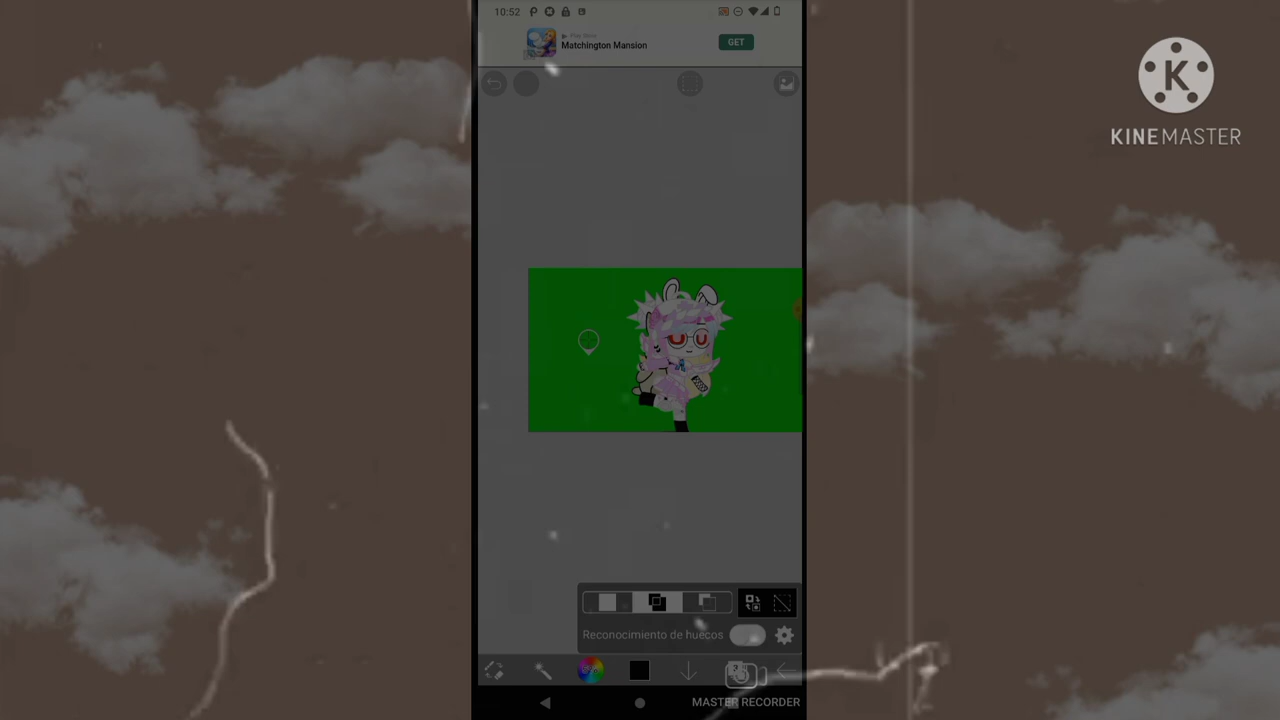 10:52
Matchington Mansion
GET
K
KINEMASTER
Reconocimiento de huecos
MASTER RECORDER